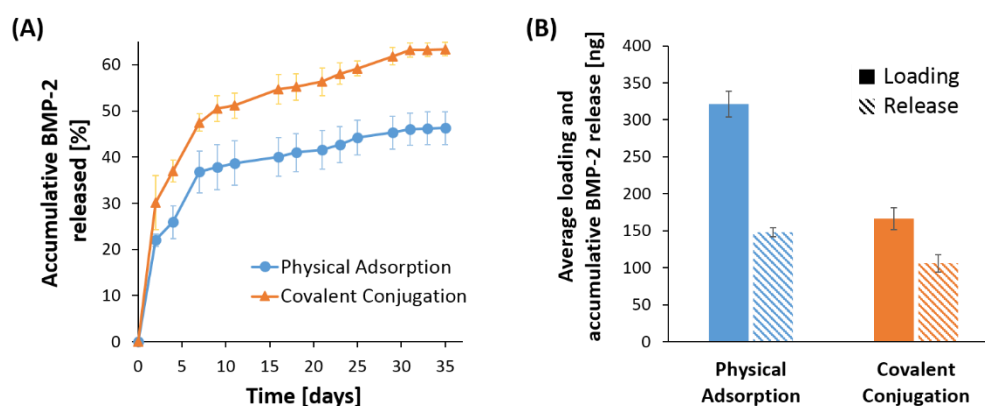 (A)
Accumulative BMP-2
released [%]
60
50
40
30
20
10
0
Physical Adsorption
Covalent Conjugation
0 5 10 15 20 25 30 35
Time [days]
(B)
Average loading and
accumulative BMP-2 release [ng]
400
350
300
250
200
150
100
50
0
Loading
Release
Physical
Adsorption
Covalent
Conjugation